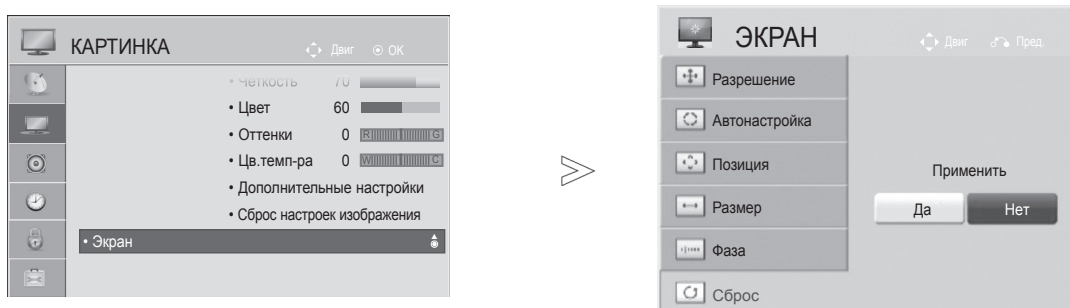 КАРТИНКА
Двиг OK
• Четкость 70
• Цвет 60
• Оттенки 0 R G
• Цв.темп-ра 0 W C
• Дополнительные настройки
• Сброс настроек изображения
• Экран
ЭКРАН
Двиг Пред.
Разрешение
Автонастройка
Позиция
Размер
Фаза
Сброс
Применить
Да Нет